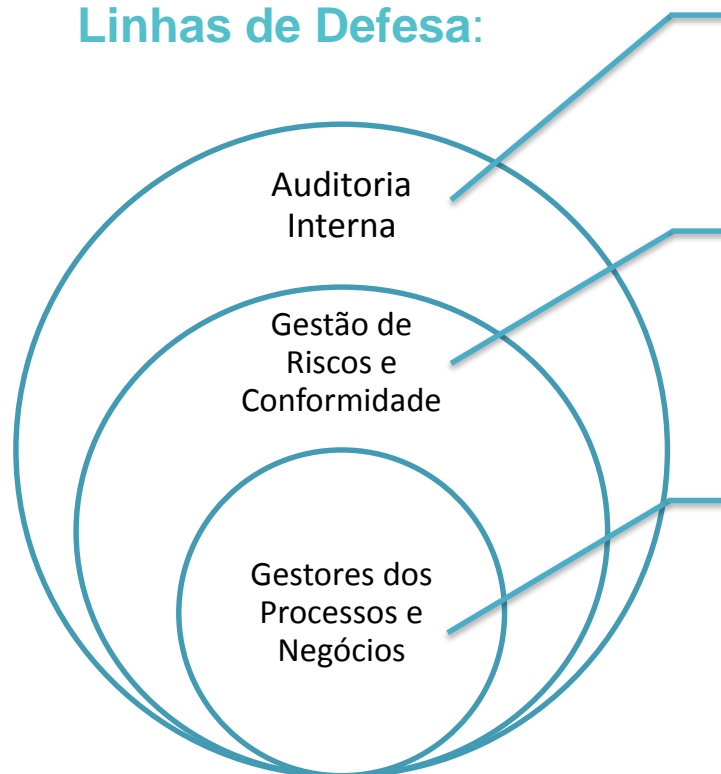 Linhas de Defesa:
Auditoria
Interna
Gestão de
Riscos e
Conformidade
Gestores dos
Processos e
Negócios